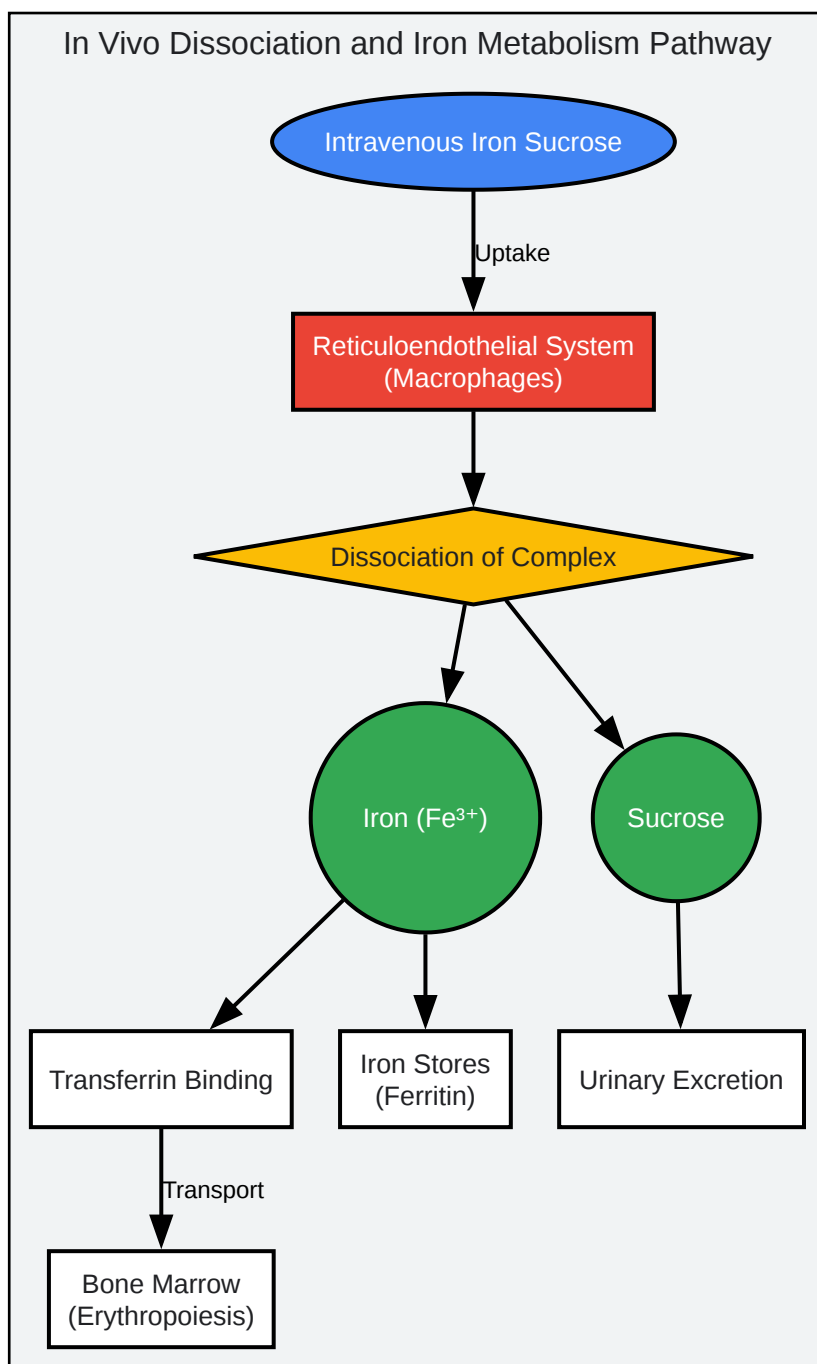 In Vivo Dissociation and Iron Metabolism Pathway
Intravenous Iron Sucrose
Uptake
Reticuloendothelial System
(Macrophages)
Dissociation of Complex
Iron (Fe³⁺)
Sucrose
Transferrin Binding
Iron Stores
(Ferritin)
Urinary Excretion
Transport
Bone Marrow
(Erythropoiesis)